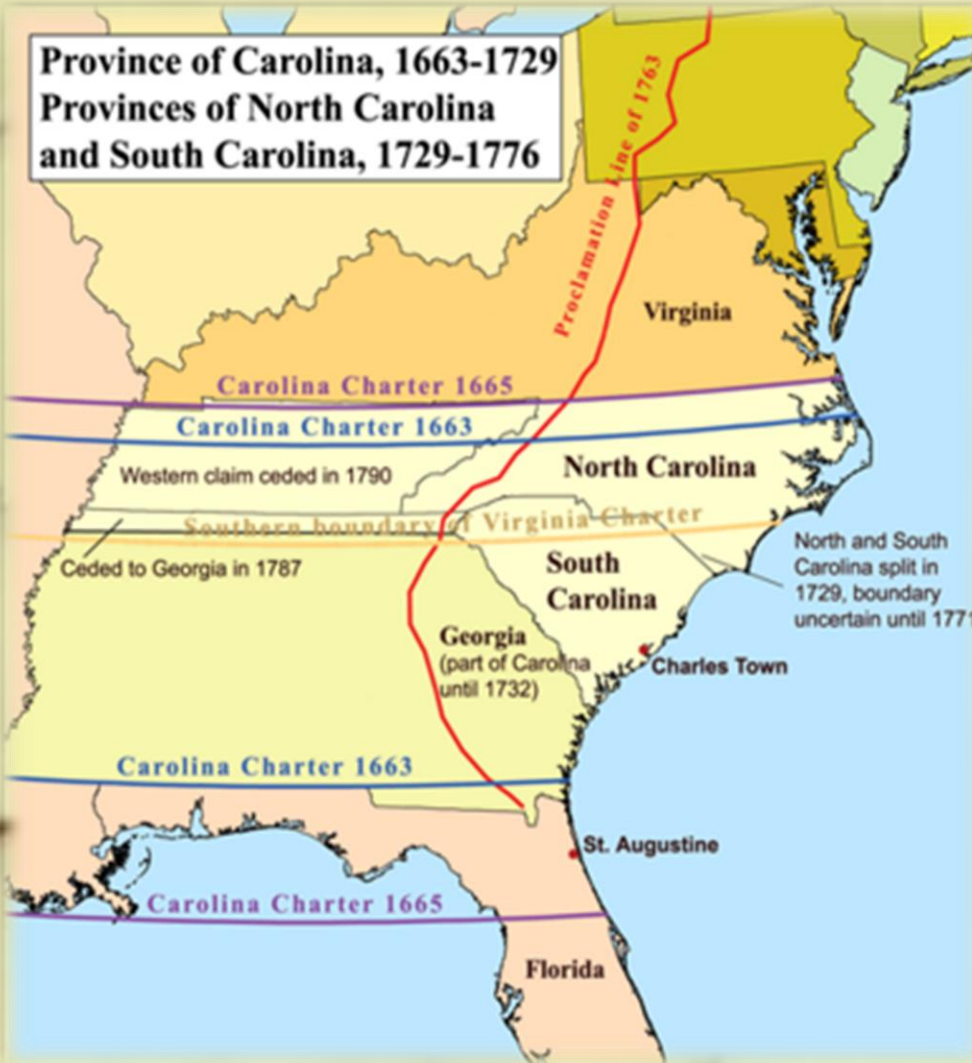 Province of Carolina, 1663-1729
Provinces of North Carolina
and South Carolina, 1729-1776
Proclamation Line of 1763
Virginia
Carolina Charter 1665
Carolina Charter 1663
Western claim ceded in 1790
North Carolina
Southern boundary of Virginia Charter
Ceded to Georgia in 1787
South
Carolina
North and South
Carolina split in
1729, boundary
uncertain until 1771
Georgia
(part of Carolina
until 1732)
Charles Town
Carolina Charter 1663
St. Augustine
Carolina Charter 1665
Florida